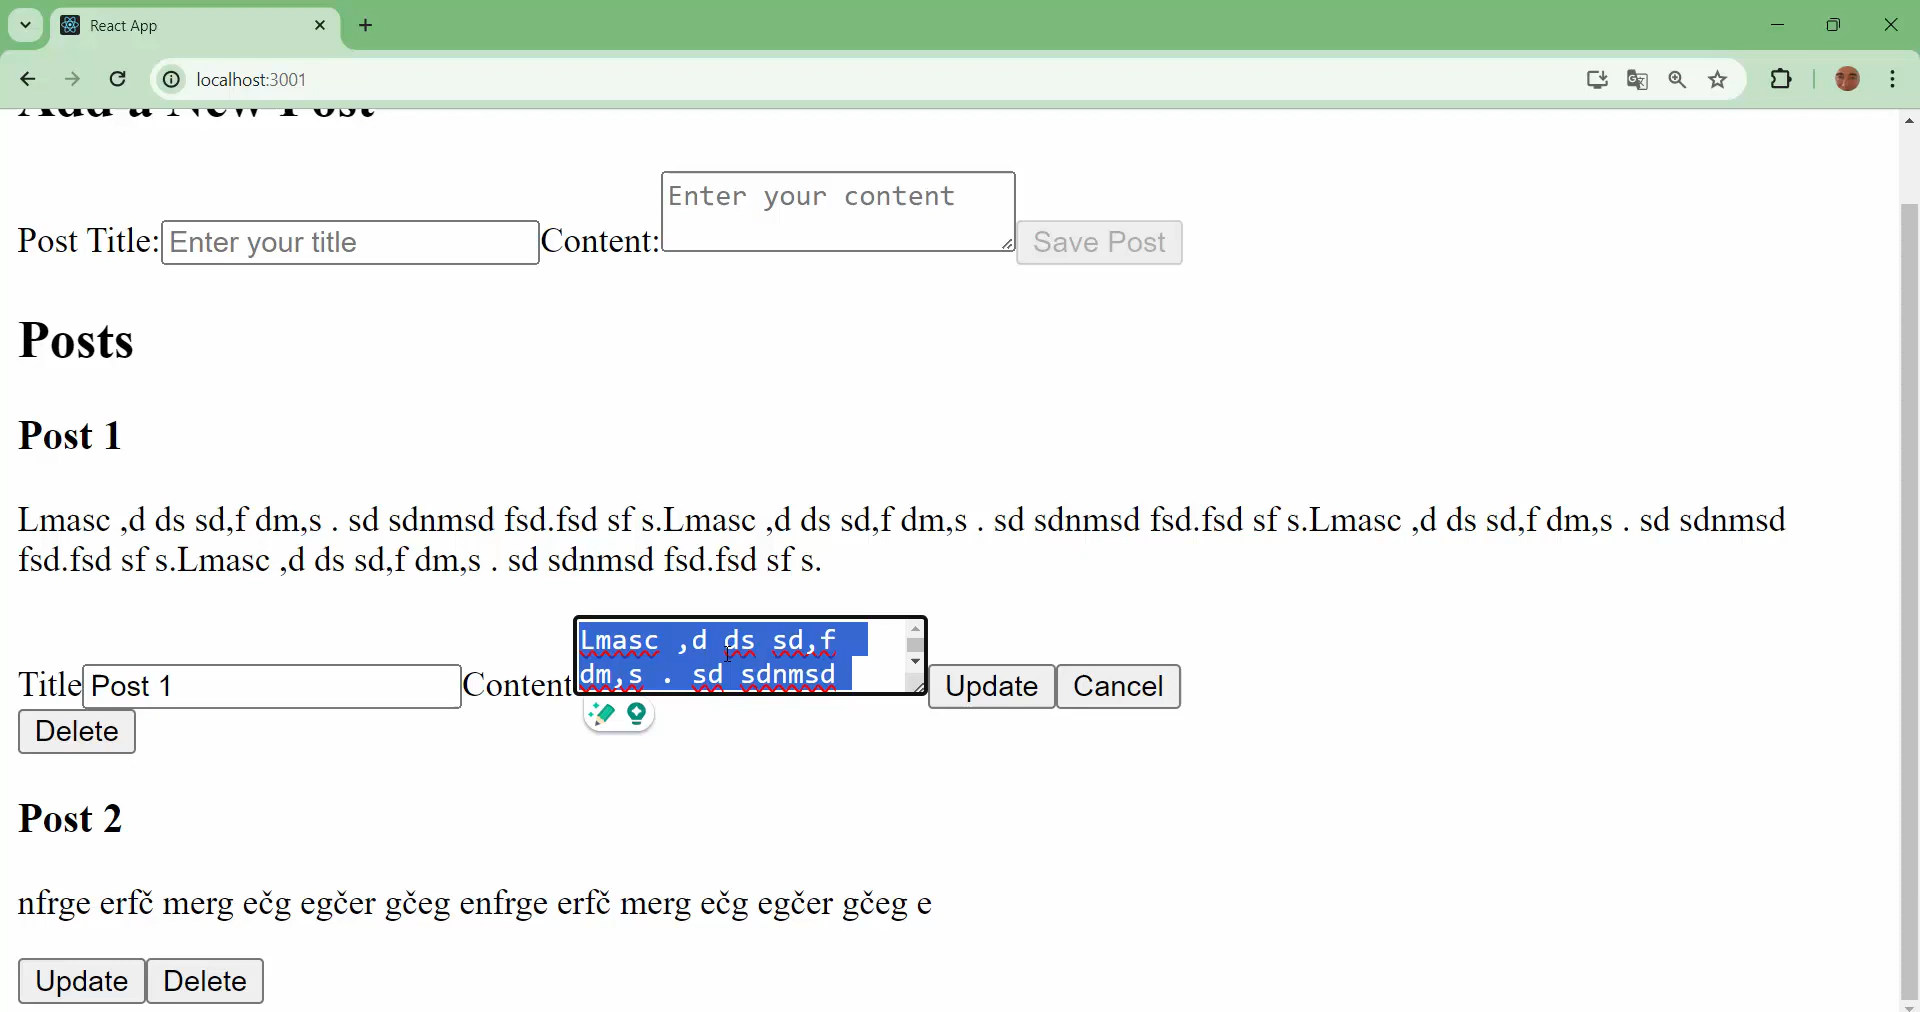 React App
localhost:3001
Add a New Post
Enter your content
Post Title: Enter your title Content: Save Post
Posts
Post 1
Lmasc ,d ds sd,f dm,s . sd sdnmsd fsd.fsd sf s.Lmasc ,d ds sd,f dm,s . sd sdnmsd fsd.fsd sf s.Lmasc ,d ds sd,f dm,s . sd sdnmsd
fsd.fsd sf s.Lmasc ,d ds sd,f dm,s . sd sdnmsd fsd.fsd sf s.
Lmasc ,d ds sd,f
dm,s . sd sdnmsd
Title Post 1 Content Update Cancel
Delete
Post 2
nfrge erfč merg ečg egčer gčeg enfrge erfč merg ečg egčer gčeg e
Update Delete